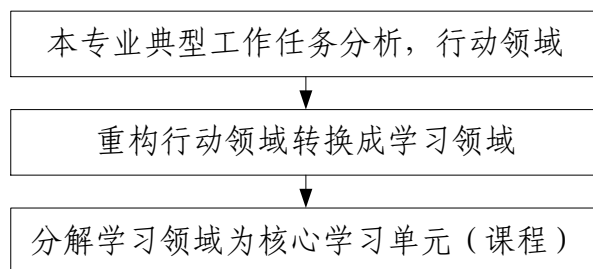 本专业典型工作任务分析，行动领域
重构行动领域转换成学习领域
分解学习领域为核心学习单元（课程）